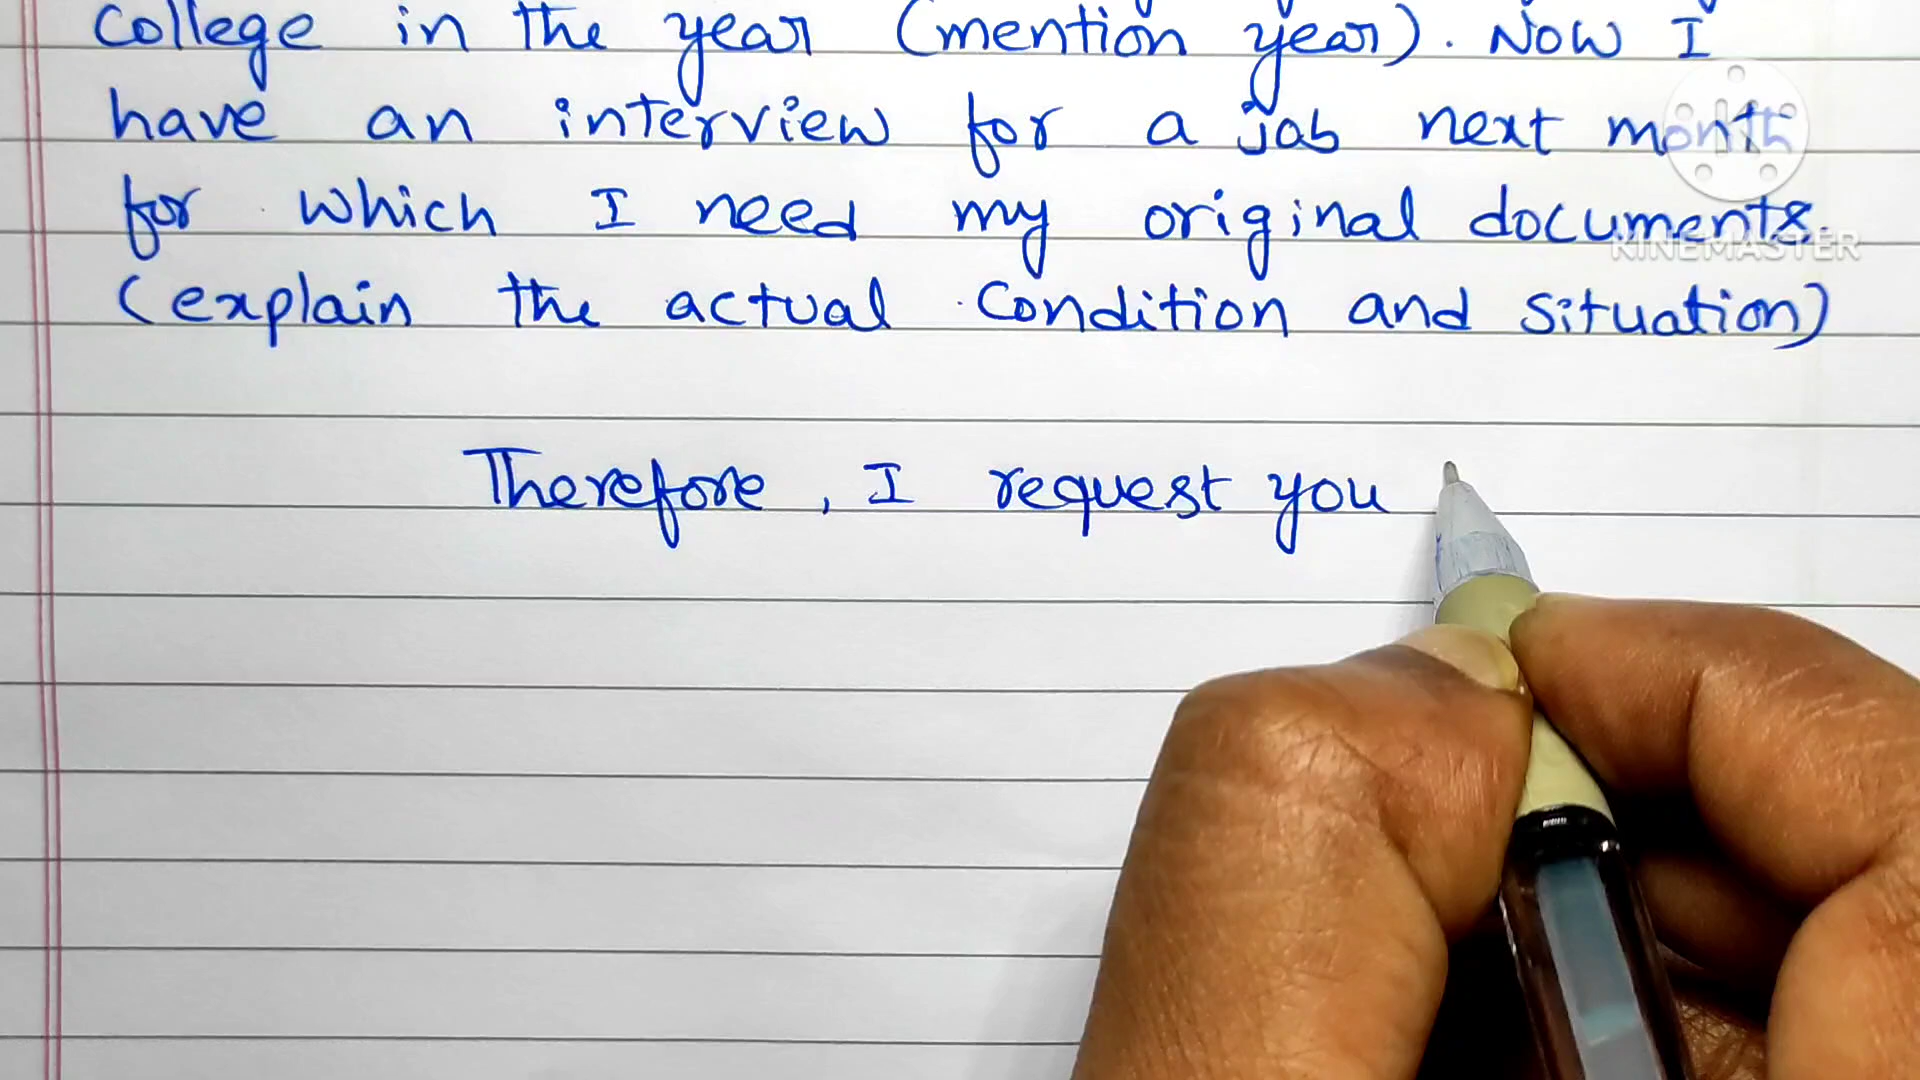 college in the year (mention year). Now I
have an interview for a job next month
for which I need my original documents.
(explain the actual condition and situation)
Therefore, I request you
KINEMASTER